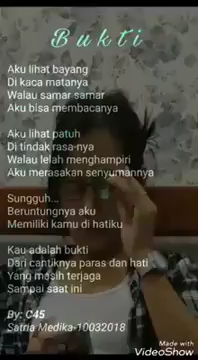 Bukti
Aku lihat bayang
Di kaca matanya
Walau samar samar
Aku bisa membacanya
Aku lihat patuh
Di tindak rasa-nya
Walau lelah menghampiri
Aku merasakan senyumannya
Sungguh...
Beruntungnya aku
Memiliki kamu di hatiku
Kau adalah bukti
Dari cantiknya paras dan hati
Yang masih terjaga
Sampai saat ini
By: C45
Satria Medika-10032018
Made with
VideoShow